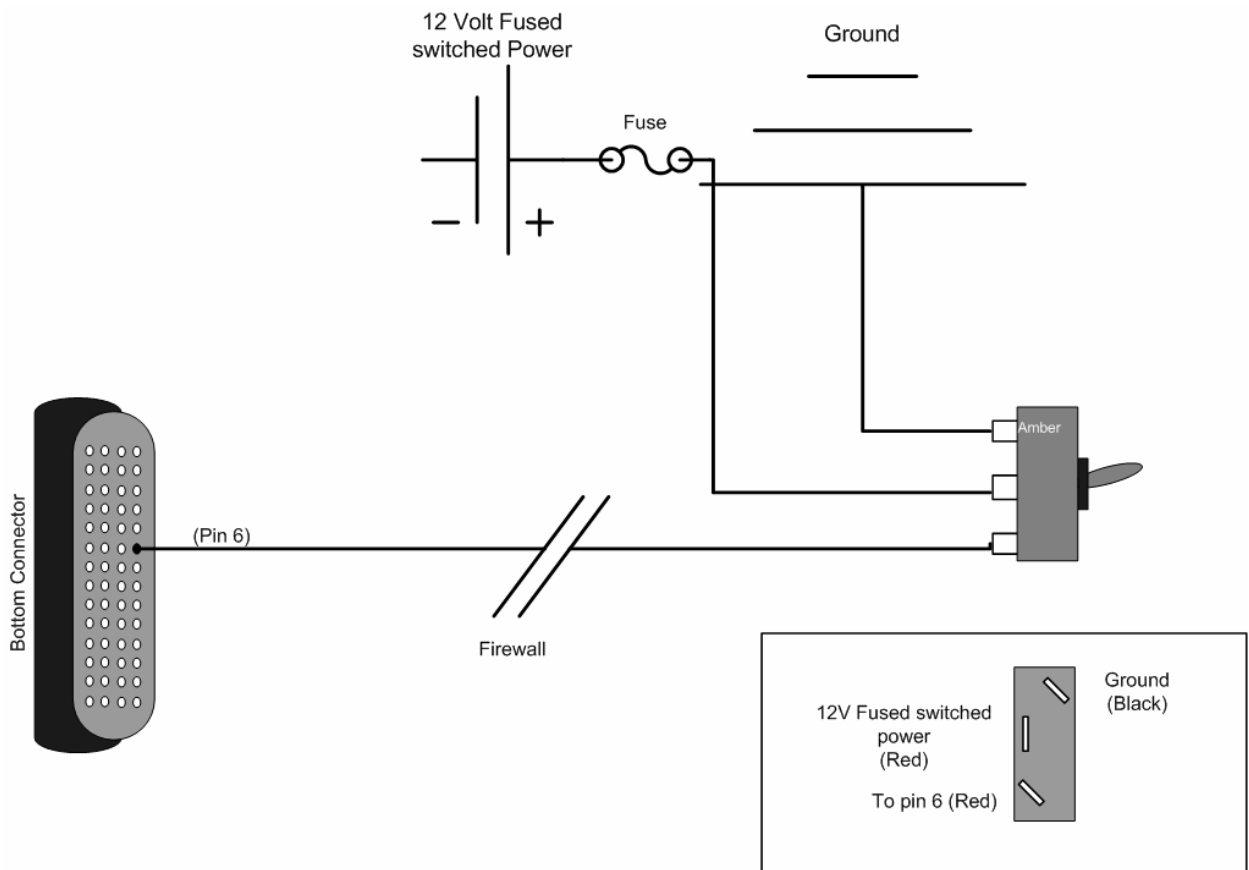 12 Volt Fused
switched Power
Ground
Fuse
− +
Amber
Bottom Connector
(Pin 6)
Firewall
12V Fused switched
power
(Red)
To pin 6 (Red)
Ground
(Black)